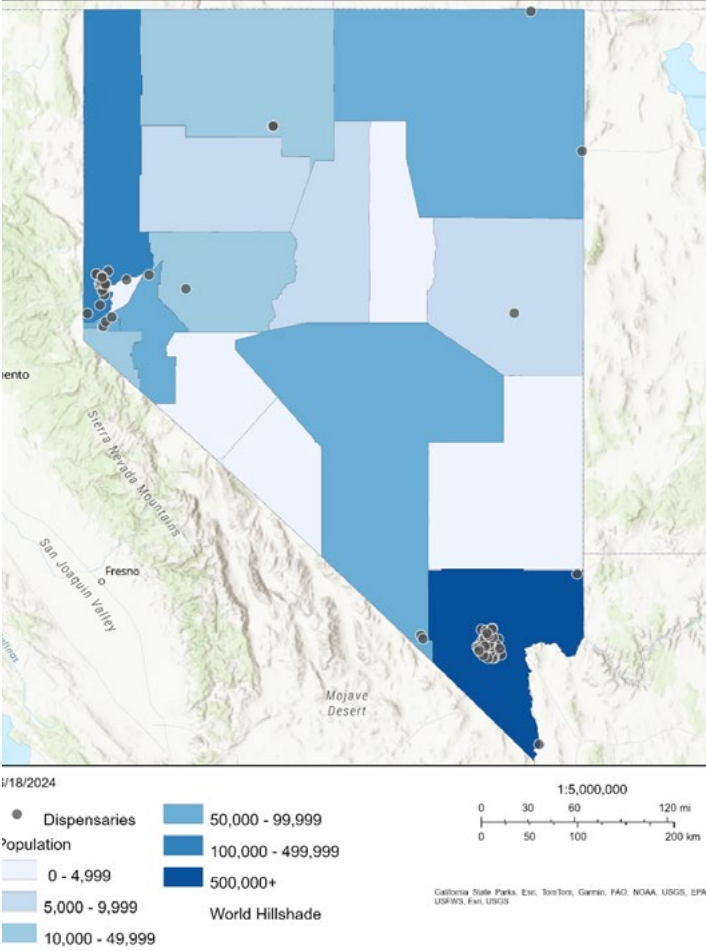 ento
Sierra Nevada Mountains
San Joaquin Valley
Fresno
Mojave
Desert
/18/2024
Dispensaries
Population
0 - 4,999
5,000 - 9,999
10,000 - 49,999
50,000 - 99,999
100,000 - 499,999
500,000+
World Hillshade
1:5,000,000
0 30 60 120 mi
0 50 100 200 km
California State Parks, Esri, TomTom, Garmin, FAO, NOAA, USGS, EPA
USFWS, Esri, USGS